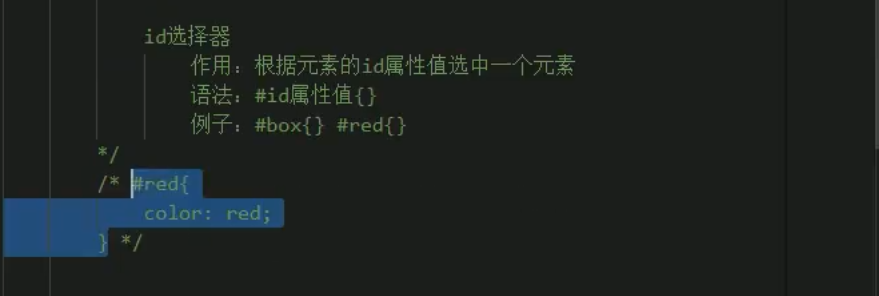 id选择器
作用：根据元素的id属性值选中一个元素
语法：#id属性值{}
例子：#box{} #red{}
*/
/* #red{
color: red;
} */